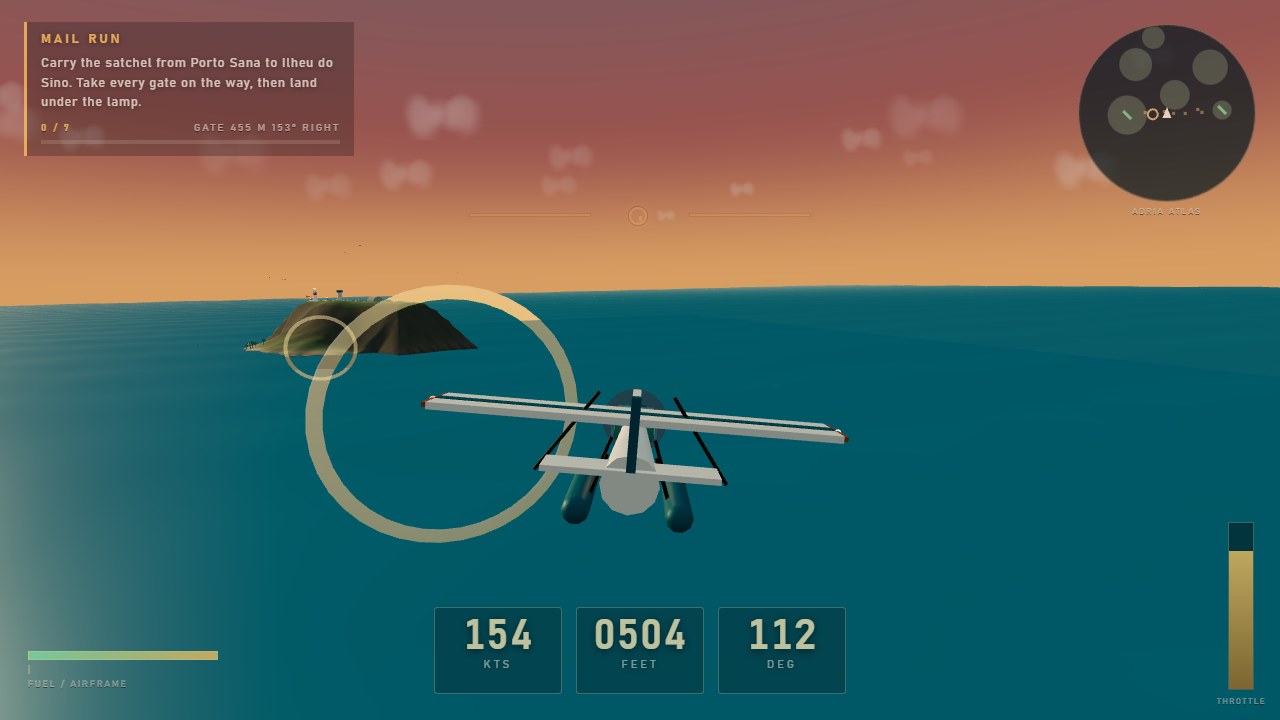 MAIL RUN
Carry the satchel from Porto Sana to Ilheu do
Sino. Take every gate on the way, then land
under the lamp.
0 / 7 GATE 455 M 153° RIGHT
ADRIA ATLAS
154
KTS
0504
FEET
112
DEG
FUEL / AIRFRAME
THROTTLE